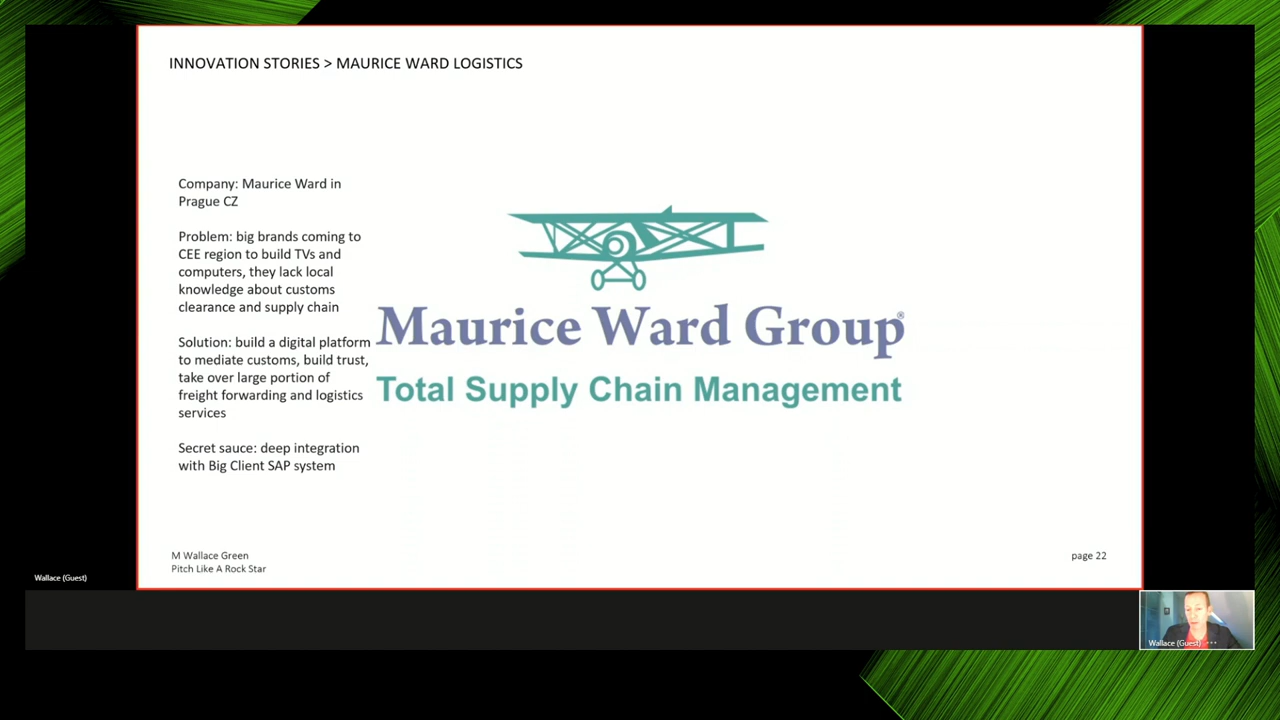 INNOVATION STORIES > MAURICE WARD LOGISTICS
Company: Maurice Ward in
Prague CZ
Problem: big brands coming to
CEE region to build TVs and
computers, they lack local
knowledge about customs
clearance and supply chain
Solution: build a digital platform
to mediate customs, build trust,
take over large portion of
freight forwarding and logistics
services
Secret sauce: deep integration
with Big Client SAP system
Maurice Ward Group®
Total Supply Chain Management
M Wallace Green
Pitch Like A Rock Star
page 22
Wallace (Guest)
Wallace (Guest)